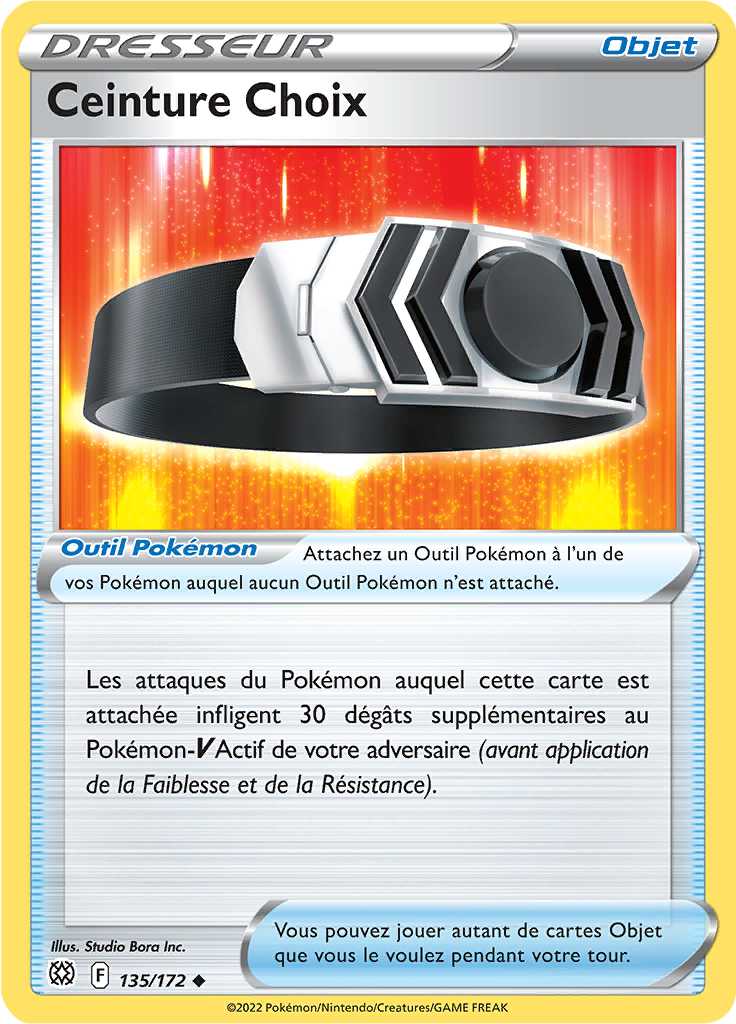 DRESSEUR
Objet
Ceinture Choix
Outil Pokémon Attachez un Outil Pokémon à l'un de
vos Pokémon auquel aucun Outil Pokémon n'est attaché.
Les attaques du Pokémon auquel cette carte est
attachée infligent 30 dégâts supplémentaires au
Pokémon-V Actif de votre adversaire (avant application
de la Faiblesse et de la Résistance).
Vous pouvez jouer autant de cartes Objet
que vous le voulez pendant votre tour.
Illus. Studio Bora Inc.
F 135/172 ◆
©2022 Pokémon/Nintendo/Creatures/GAME FREAK